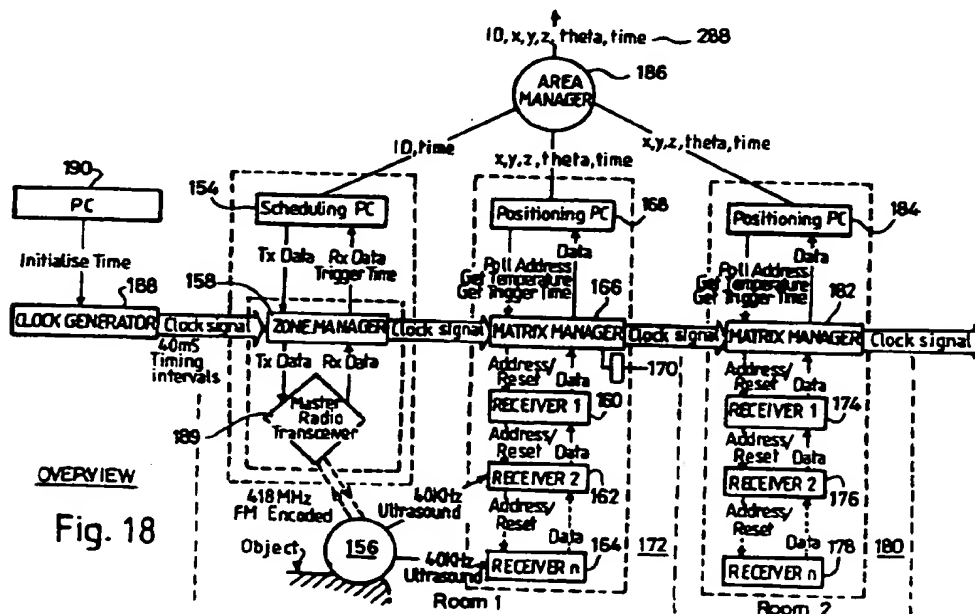 ID, x,y,z, theta,time
288
AREA
MANAGER
186
ID,time
x,y,z,theta,time
x,y,z,theta,time
190
PC
Initialise Time
188
CLOCK GENERATOR
Clock signal
40mS
Timing
intervals
154
Scheduling PC
Tx Data
Rx Data
Trigger Time
158
ZONE MANAGER
Clock signal
Tx Data
Rx Data
Master
Radio
Transceiver
189
418 MHz
FM Encoded
Object
156
40KHz
Ultrasound
40KHz
Ultrasound
Positioning PC
168
Data
Poll Address
Get Temperature
Get Trigger Time
166
MATRIX MANAGER
Clock signal
170
Address/
Reset
Data
RECEIVER 1
160
Address/
Reset
Data
RECEIVER 2
162
Address/
Reset
Data
RECEIVER n
164
172
Room 1
Positioning PC
184
Data
Poll Address
Get Temperature
Get Trigger Time
182
MATRIX MANAGER
Clock signal
Address/
Reset
Data
RECEIVER 1
174
Address/
Reset
Data
RECEIVER 2
176
Address/
Reset
Data
RECEIVER n
178
180
Room 2
OVERVIEW
Fig. 18